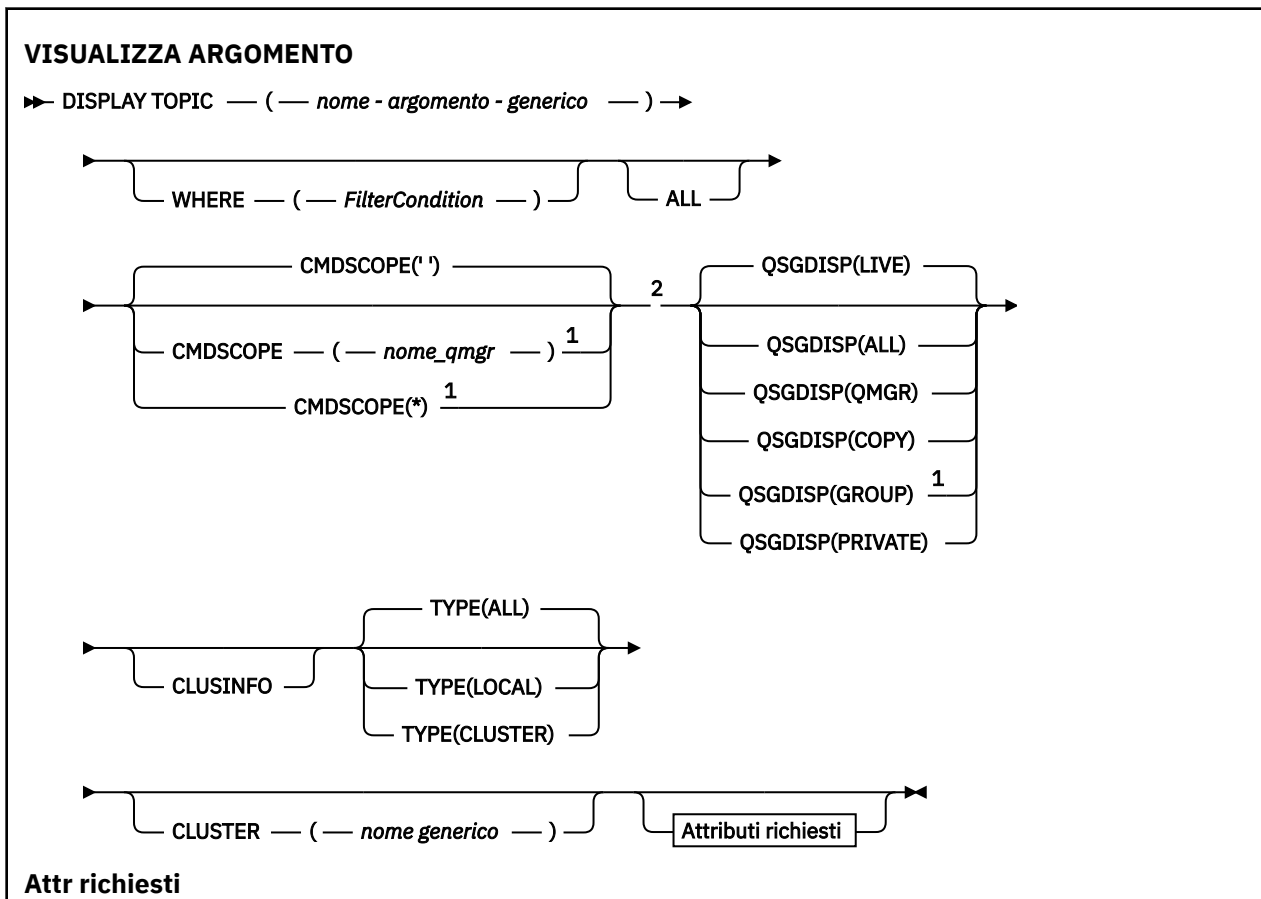 VISUALIZZA ARGOMENTO
DISPLAY TOPIC ( nome - argomento - generico )
WHERE ( FilterCondition ) ALL
CMDSCOPE(' ')
CMDSCOPE ( nome_qmgr ) 1
CMDSCOPE(*) 1
2
QSGDISP(LIVE)
QSGDISP(ALL)
QSGDISP(QMGR)
QSGDISP(COPY)
QSGDISP(GROUP) 1
QSGDISP(PRIVATE)
CLUSINFO
TYPE(ALL)
TYPE(LOCAL)
TYPE(CLUSTER)
CLUSTER ( nome generico ) Attributi richiesti
Attr richiesti